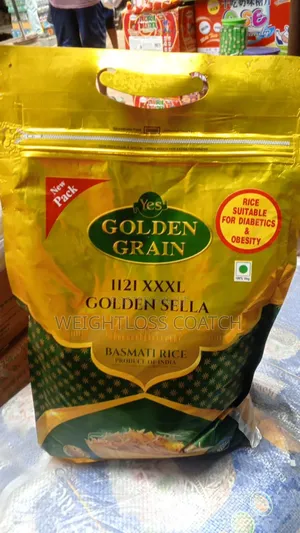 New
Pack
Yes
GOLDEN
GRAIN
RICE
SUITABLE
FOR DIABETICS
&
OBESITY
1121 XXXL
GOLDEN SELLA
WEIGHTLOSS COATCH
BASMATI RICE
PRODUCT OF INDIA